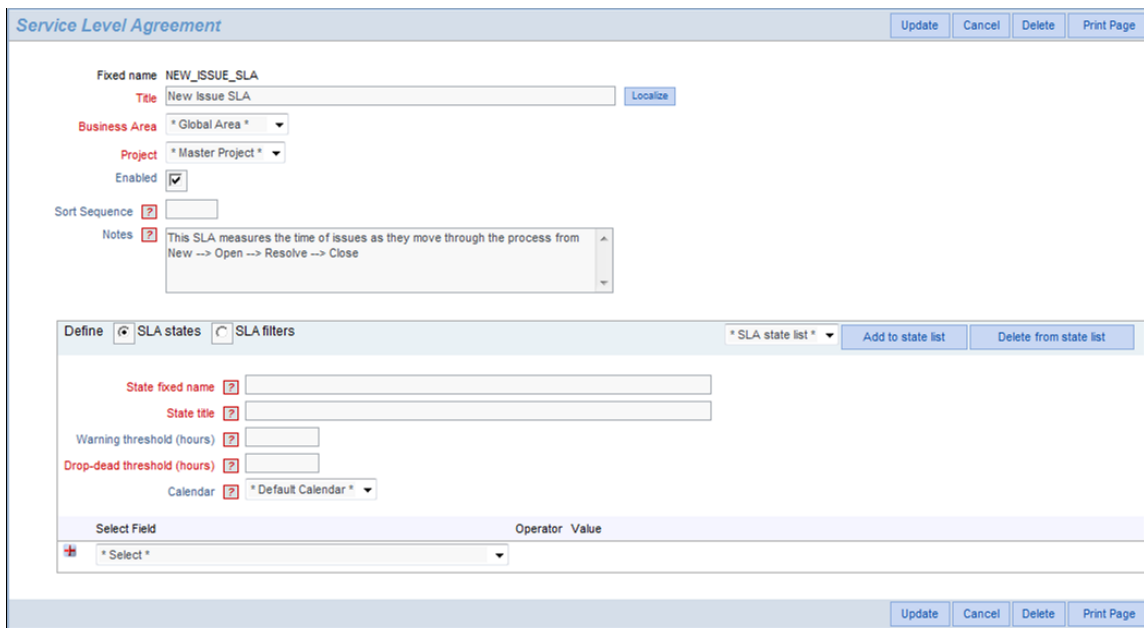 Service Level Agreement
Update Cancel Delete Print Page
Fixed name NEW_ISSUE_SLA
Title New Issue SLA Localize
Business Area * Global Area *
Project * Master Project *
Enabled
Sort Sequence ?
Notes ? This SLA measures the time of issues as they move through the process from
New --> Open --> Resolve --> Close
Define SLA states SLA filters * SLA state list * Add to state list Delete from state list
State fixed name ?
State title ?
Warning threshold (hours) ?
Drop-dead threshold (hours) ?
Calendar ? * Default Calendar *
Select Field Operator Value
* Select *
Update Cancel Delete Print Page